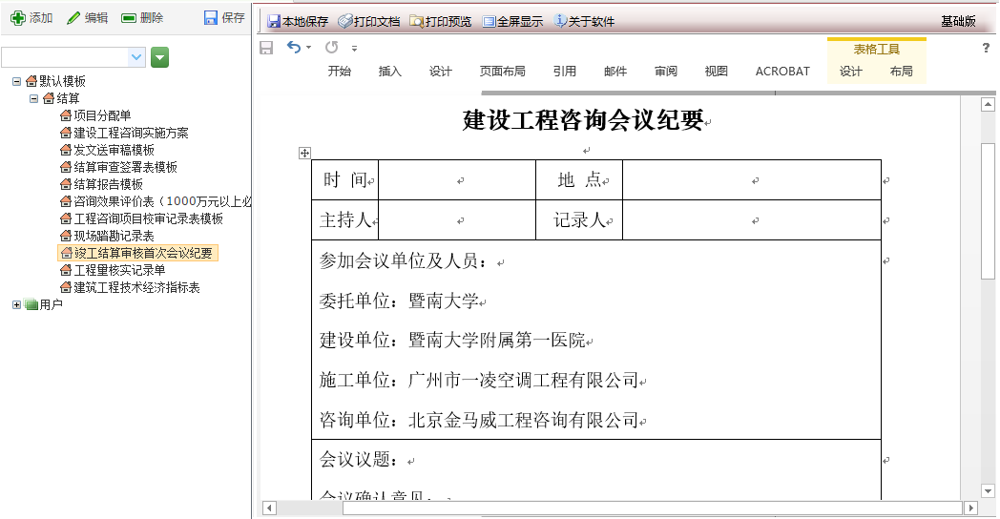 添加 编辑 删除 保存
默认模板
结算
项目分配单
建设工程咨询实施方案
发文送审稿模板
结算审查签署表模板
结算报告模板
咨询效果评价表（1000万元以上必
工程咨询项目校审记录表模板
现场踏勘记录表
竣工结算审核首次会议纪要
工程量核实记录单
建筑工程技术经济指标表
用户
本地保存 打印文档 打印预览 全屏显示 关于软件 基础版
表格工具 ?
开始 插入 设计 页面布局 引用 邮件 审阅 视图 ACROBAT 设计 布局
建设工程咨询会议纪要
时 间 地 点
主持人 记录人
参加会议单位及人员：
委托单位：暨南大学
建设单位：暨南大学附属第一医院
施工单位：广州市一凌空调工程有限公司
咨询单位：北京金马威工程咨询有限公司
会议议题：
会议确认意见：